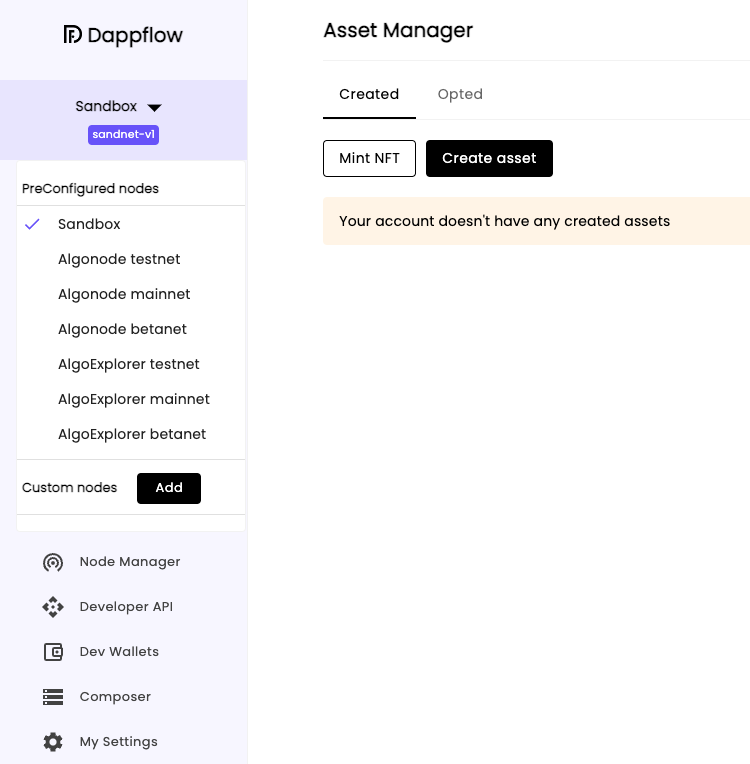 Dappflow
Sandbox
sandnet-v1
PreConfigured nodes
Sandbox
Algonode testnet
Algonode mainnet
Algonode betanet
AlgoExplorer testnet
AlgoExplorer mainnet
AlgoExplorer betanet
Custom nodes Add
Node Manager
Developer API
Dev Wallets
Composer
My Settings
Asset Manager
Created Opted
Mint NFT Create asset
Your account doesn't have any created assets